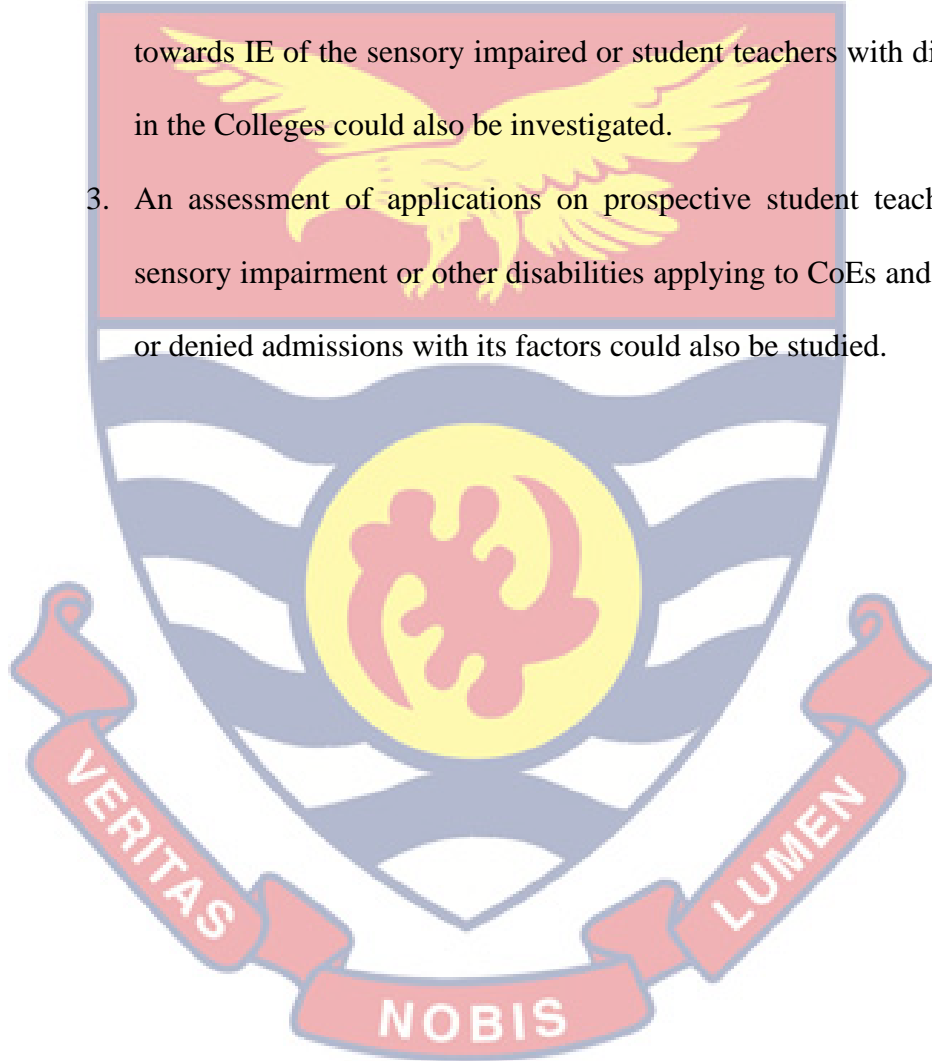 towards IE of the sensory impaired or student teachers with
in the Colleges could also be investigated.
3. An assessment of applications on prospective student
sensory impairment or other disabilities applying to CoEs and
or denied admissions with its factors could also be studied.
VERITAS
NOBIS
LUMEN